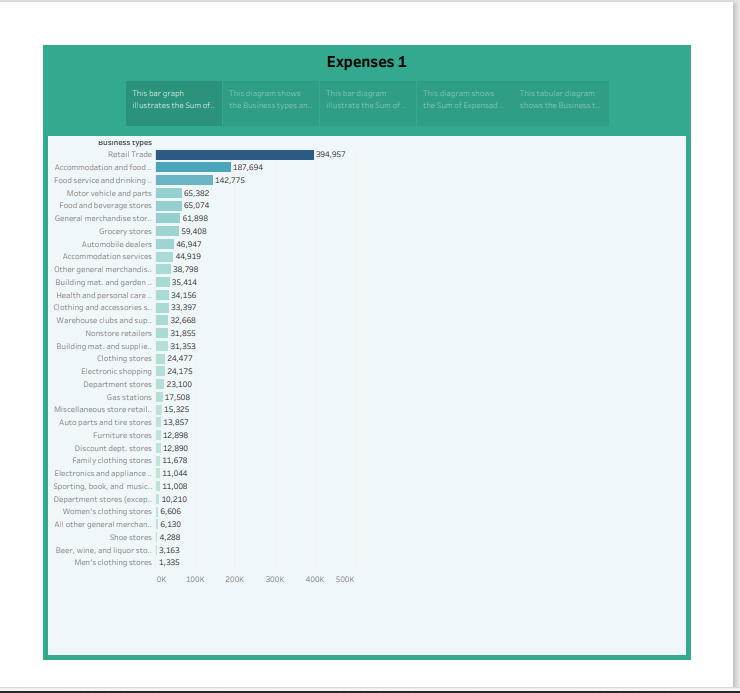 Expenses 1
This bar graph
illustrates the Sum of..
This diagram shows
the Business types an..
This bar diagram
illustrate the Sum of ..
This diagram shows
the Sum of Expensad ..
This tabular diagram
shows the Business t..
Business types
Retail Trade 394,957
Accommodation and food .. 187,694
Food service and drinking .. 142,775
Motor vehicle and parts 65,382
Food and beverage stores 65,074
General merchandise stor.. 61,898
Grocery stores 59,408
Automobile dealers 46,947
Accommodation services 44,919
Other general merchandis.. 38,798
Building mat. and garden .. 35,414
Health and personal care .. 34,156
Clothing and accessories s.. 33,397
Warehouse clubs and sup.. 32,668
Nonstore retailers 31,855
Building mat. and supplie.. 31,353
Clothing stores 24,477
Electronic shopping 24,175
Department stores 23,100
Gas stations 17,508
Miscellaneous store retail.. 15,325
Auto parts and tire stores 13,857
Furniture stores 12,898
Discount dept. stores 12,890
Family clothing stores 11,678
Electronics and appliance .. 11,044
Sporting, book, and music.. 11,008
Department stores (excep.. 10,210
Women's clothing stores 6,606
All other general merchan.. 6,130
Shoe stores 4,288
Beer, wine, and liquor sto.. 3,163
Men's clothing stores 1,335
0K 100K 200K 300K 400K 500K